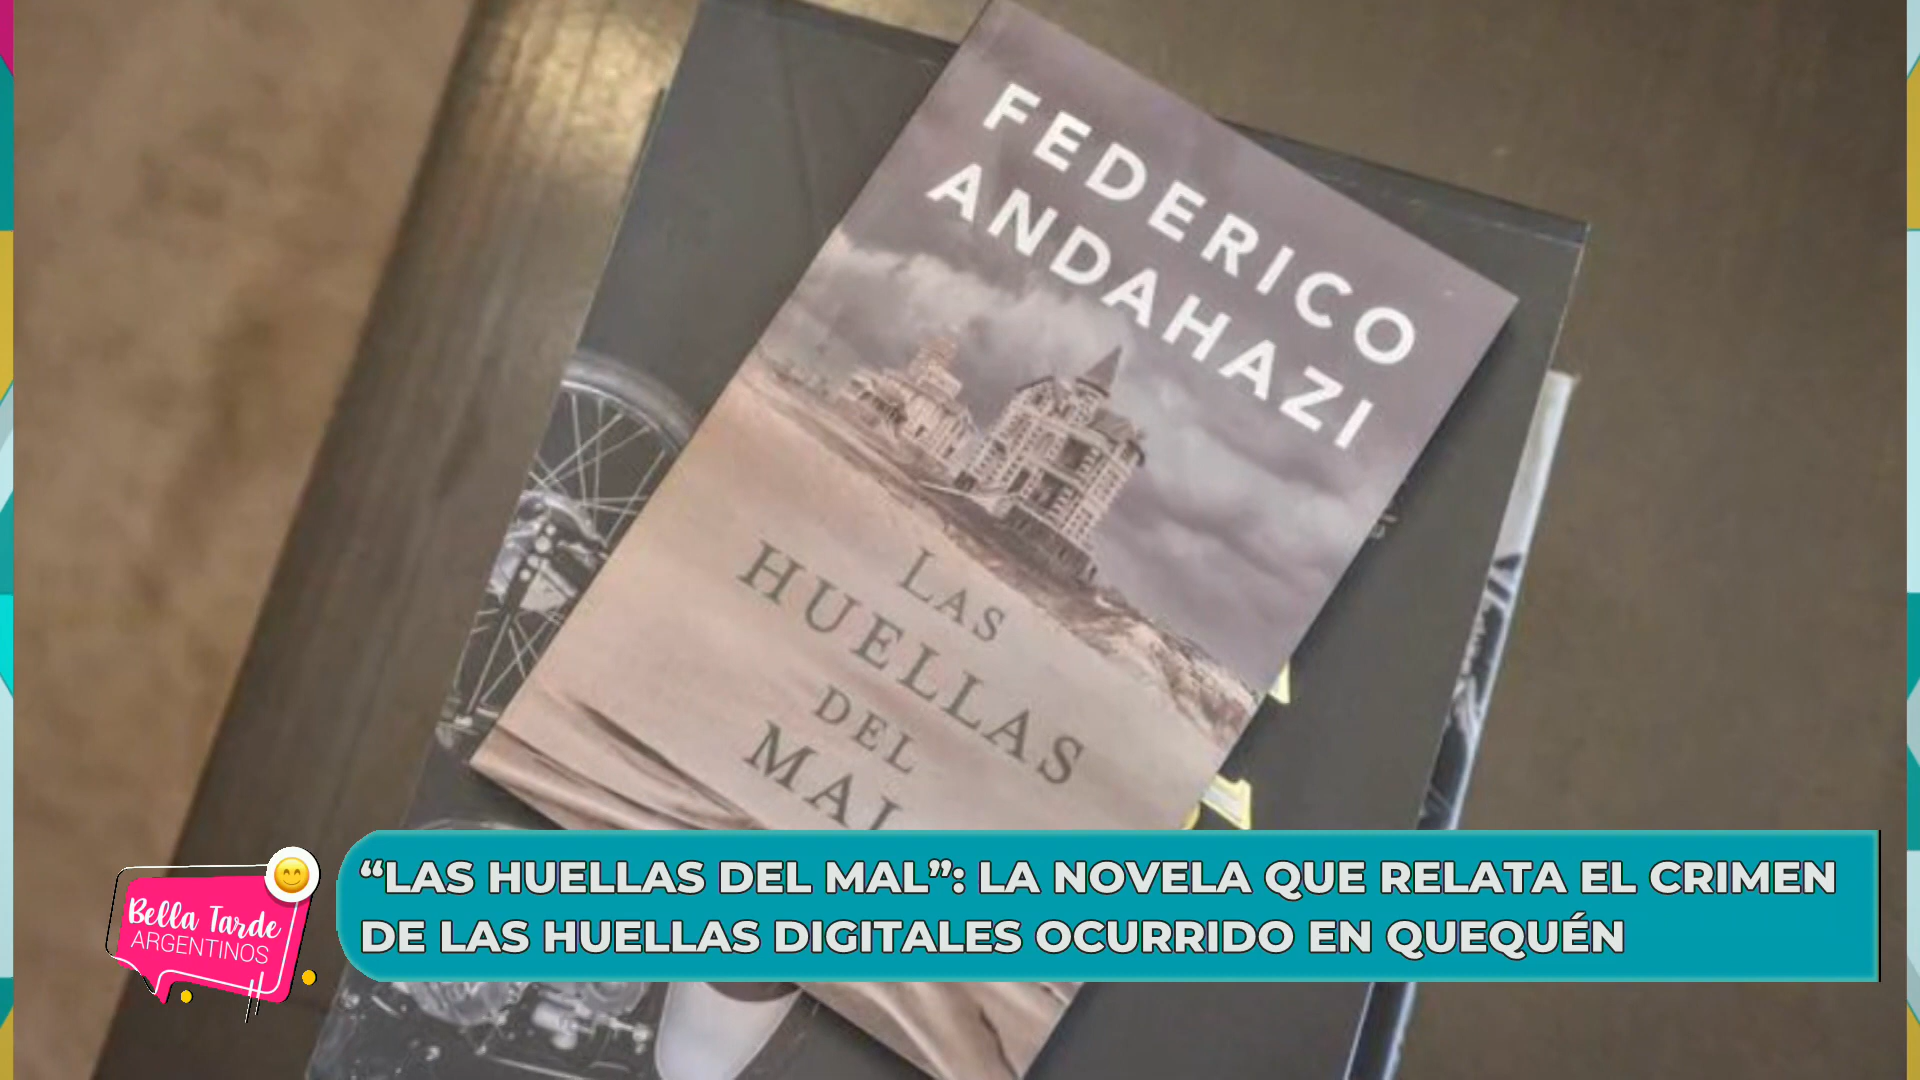 FEDERICO
ANDAHAZI
LAS
HUELLAS
DEL
MAL
Bella Tarde
ARGENTINOS
“LAS HUELLAS DEL MAL”: LA NOVELA QUE RELATA EL CRIMEN
DE LAS HUELLAS DIGITALES OCURRIDO EN QUEQUÉN